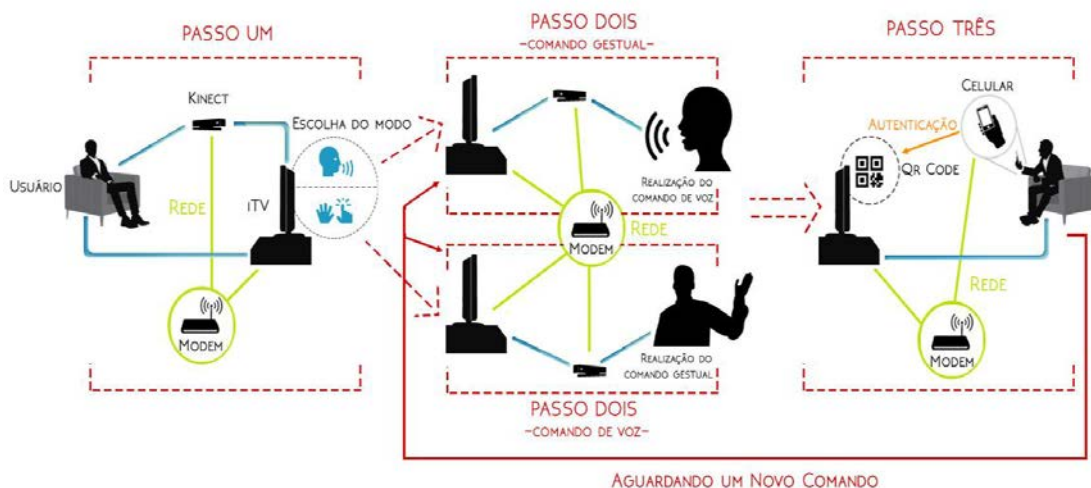 PASSO UM
KINECT
ESCOLHA DO MODO
USUÁRIO
REDE
iTV
MODEM
PASSO DOIS
-COMANDO GESTUAL-
REALIZAÇÃO DO
COMANDO DE VOZ
REDE
MODEM
REALIZAÇÃO DO
COMANDO GESTUAL
PASSO DOIS
-COMANDO DE VOZ-
PASSO TRÊS
CELULAR
AUTENTICAÇÃO
QR CODE
REDE
MODEM
AGUARDANDO UM NOVO COMANDO